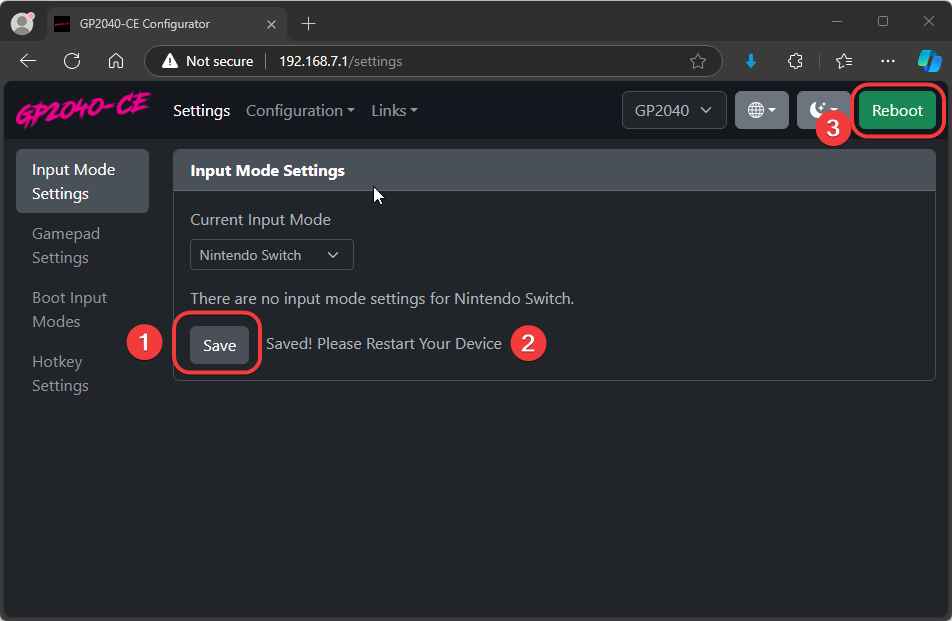 GP2040-CE Configurator
Not secure 192.168.7.1/settings
GP2040-CE Settings Configuration Links GP2040 Reboot
3
Input Mode
Settings
Gamepad
Settings
Boot Input
Modes
Hotkey
Settings
Input Mode Settings
Current Input Mode
Nintendo Switch
There are no input mode settings for Nintendo Switch.
1 Save Saved! Please Restart Your Device 2